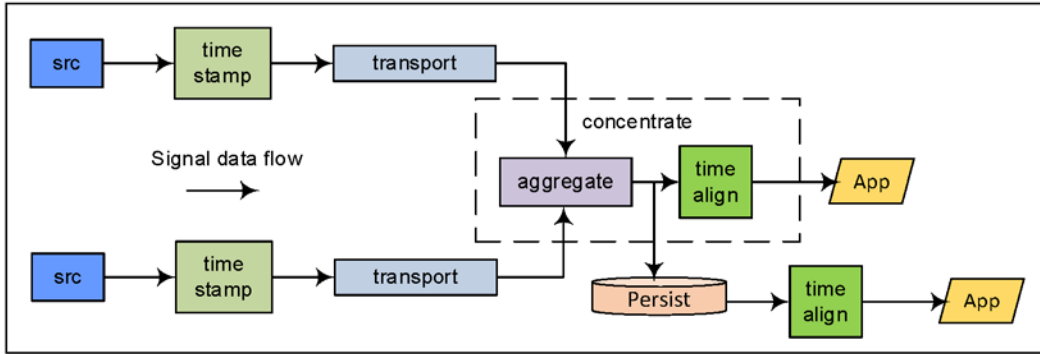 src
time
stamp
transport
concentrate
Signal data flow
aggregate
time
align
App
src
time
stamp
transport
Persist
time
align
App